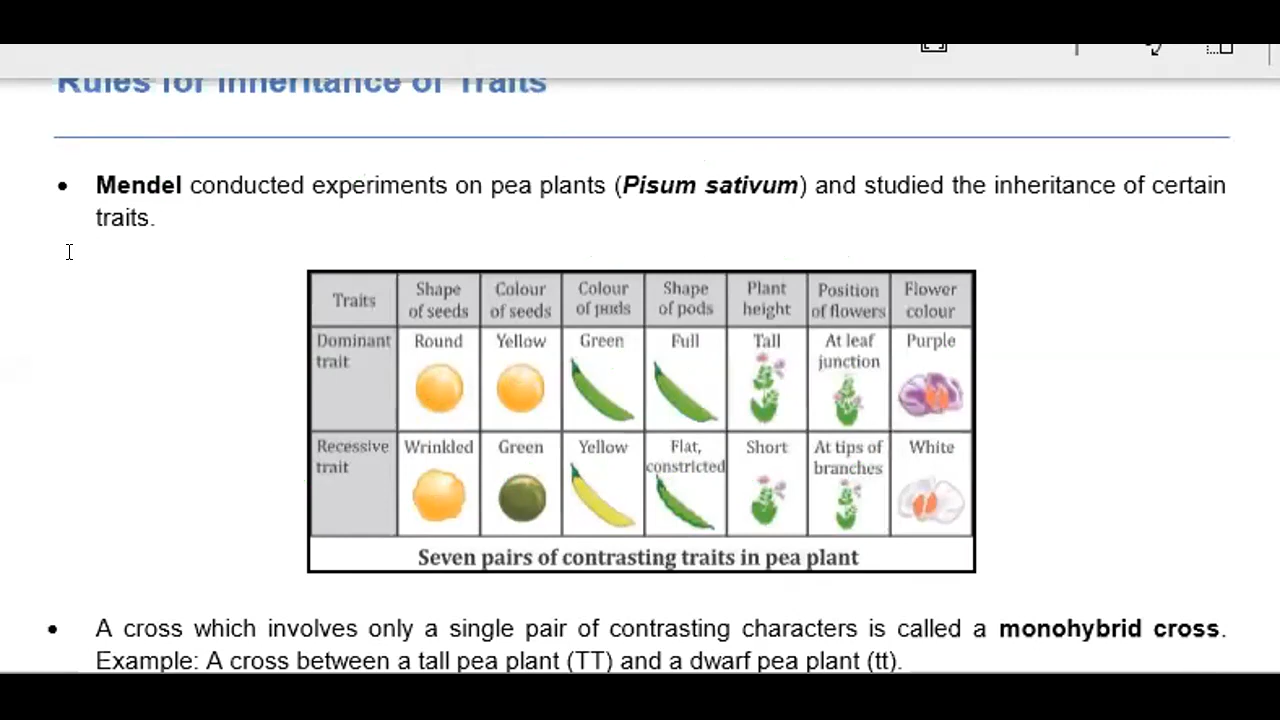 Rules for Inheritance of Traits
• Mendel conducted experiments on pea plants (Pisum sativum) and studied the inheritance of certain
traits.
Traits Shape of seeds Colour of seeds Colour of pods Shape of pods Plant height Position of flowers Flower colour
Dominant trait Round Yellow Green Full Tall At leaf junction Purple
Recessive trait Wrinkled Green Yellow Flat, constricted Short At tips of branches White
Seven pairs of contrasting traits in pea plant
• A cross which involves only a single pair of contrasting characters is called a monohybrid cross.
Example: A cross between a tall pea plant (TT) and a dwarf pea plant (tt).